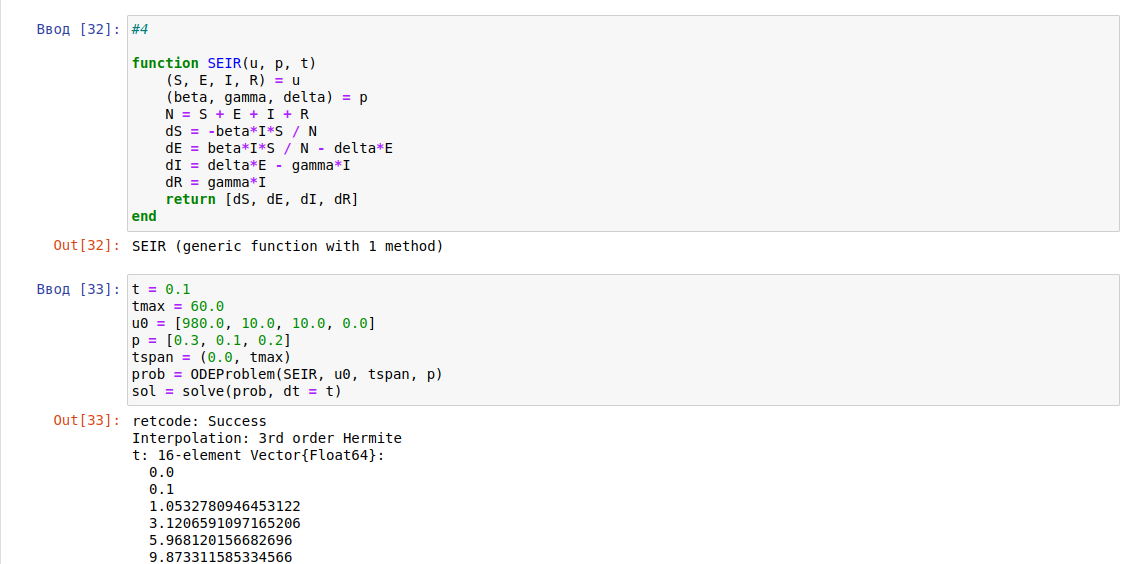 Ввод [32]: #4
function SEIR(u, p, t)
    (S, E, I, R) = u
    (beta, gamma, delta) = p
    N = S + E + I + R
    dS = -beta*I*S / N
    dE = beta*I*S / N - delta*E
    dI = delta*E - gamma*I
    dR = gamma*I
    return [dS, dE, dI, dR]
end
Out[32]: SEIR (generic function with 1 method)
Ввод [33]: t = 0.1
tmax = 60.0
u0 = [980.0, 10.0, 10.0, 0.0]
p = [0.3, 0.1, 0.2]
tspan = (0.0, tmax)
prob = ODEProblem(SEIR, u0, tspan, p)
sol = solve(prob, dt = t)
Out[33]: retcode: Success
Interpolation: 3rd order Hermite
t: 16-element Vector{Float64}:
  0.0
  0.1
  1.0532780946453122
  3.1206591097165206
  5.968120156682696
  9.873311585334566